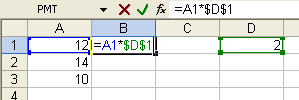 PMT fx =A1*$D$1
A B C D
1 12 =A1*$D$1 2
2 14
3 10